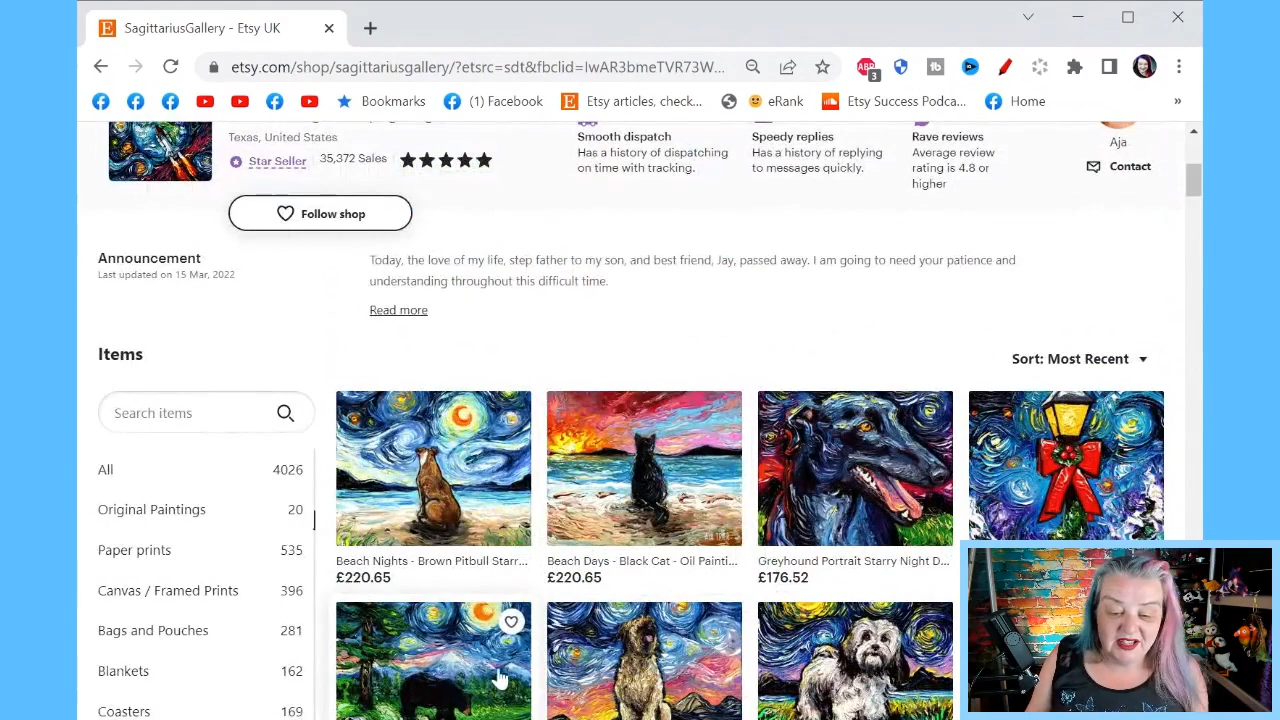 SagittariusGallery - Etsy UK
etsy.com/shop/sagittariusgallery/?etsrc=sdt&fbclid=IwAR3bmeTVR73W...
ABP
3
(1) Facebook
Bookmarks
Etsy articles, check...
eRank
Etsy Success Podca...
Home
»
Texas, United States
Star Seller
35,372 Sales
Smooth dispatch
Has a history of dispatching
on time with tracking.
Speedy replies
Has a history of replying
to messages quickly.
Rave reviews
Average review
rating is 4.8 or
higher
Aja
Contact
Follow shop
Announcement
Last updated on 15 Mar, 2022
Today, the love of my life, step father to my son, and best friend, Jay, passed away. I am going to need your patience and
understanding throughout this difficult time.
Read more
Items
Sort: Most Recent
Search items
All 4026
Original Paintings 20
Paper prints 535
Canvas / Framed Prints 396
Bags and Pouches 281
Blankets 162
Coasters 169
Beach Nights - Brown Pitbull Starr...
£220.65
Beach Days - Black Cat - Oil Painti...
£220.65
Greyhound Portrait Starry Night D...
£176.52